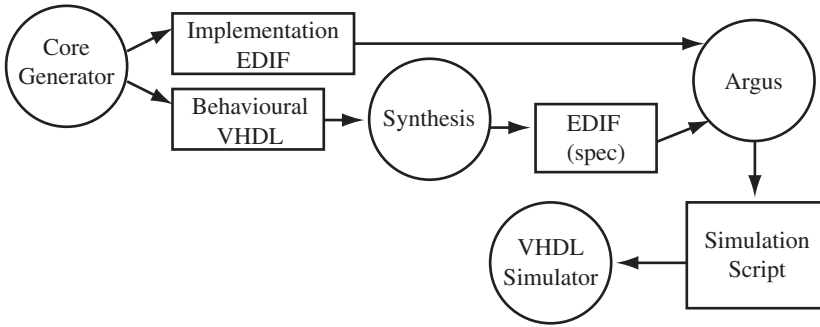 Core
Generator
Implementation
EDIF
Behavioural
VHDL
Synthesis
EDIF
(spec)
Argus
Simulation
Script
VHDL
Simulator